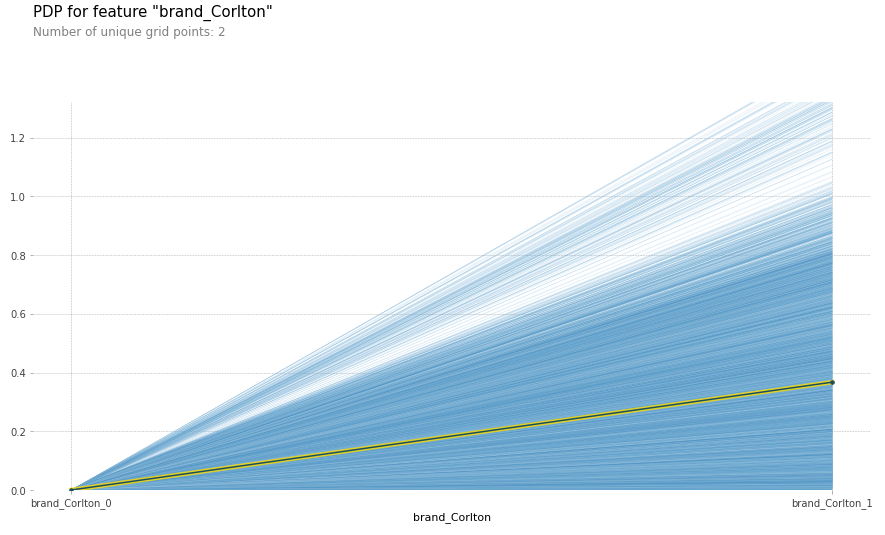 PDP for feature "brand_Corlton"
Number of unique grid points: 2
1.2
1.0
0.8
0.6
0.4
0.2
0.0
brand_Corlton_0
brand_Corlton_1
brand_Corlton